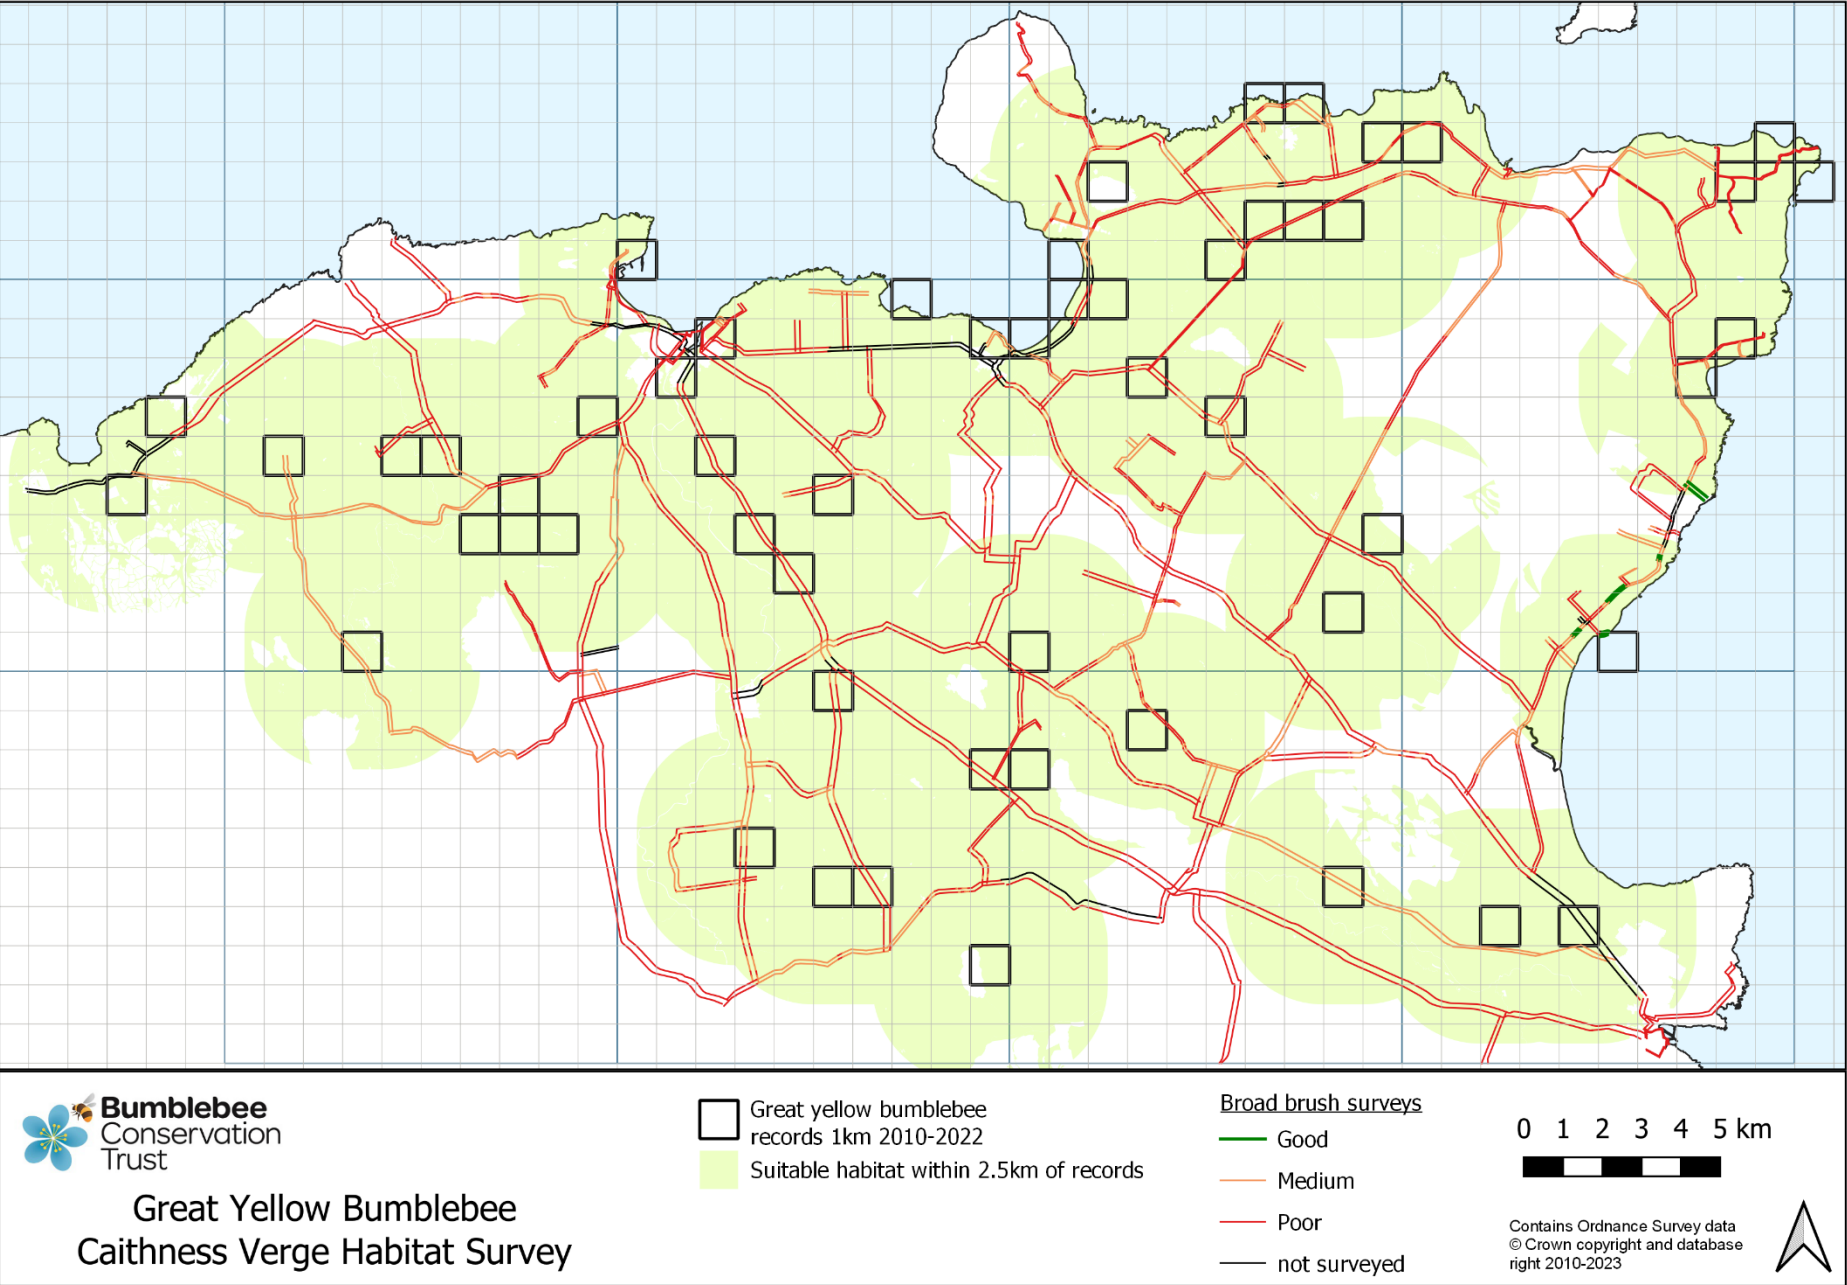 Bumblebee
Conservation
Trust
Great Yellow Bumblebee
Caithness Verge Habitat Survey
Great yellow bumblebee
records 1km 2010-2022
Suitable habitat within 2.5km of records
Broad brush surveys
Good
Medium
Poor
not surveyed
0 1 2 3 4 5 km
Contains Ordnance Survey data
© Crown copyright and database
right 2010-2023